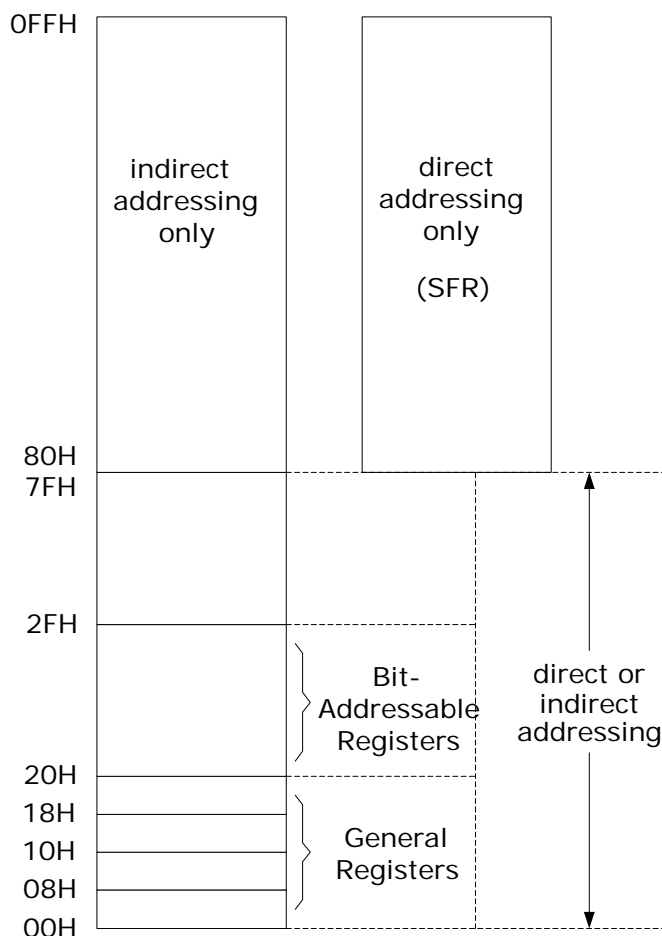 0FFH
indirect
addressing
only
direct
addressing
only
(SFR)
80H
7FH
2FH
Bit-
Addressable
Registers
direct or
indirect
addressing
20H
18H
10H
08H
00H
General
Registers